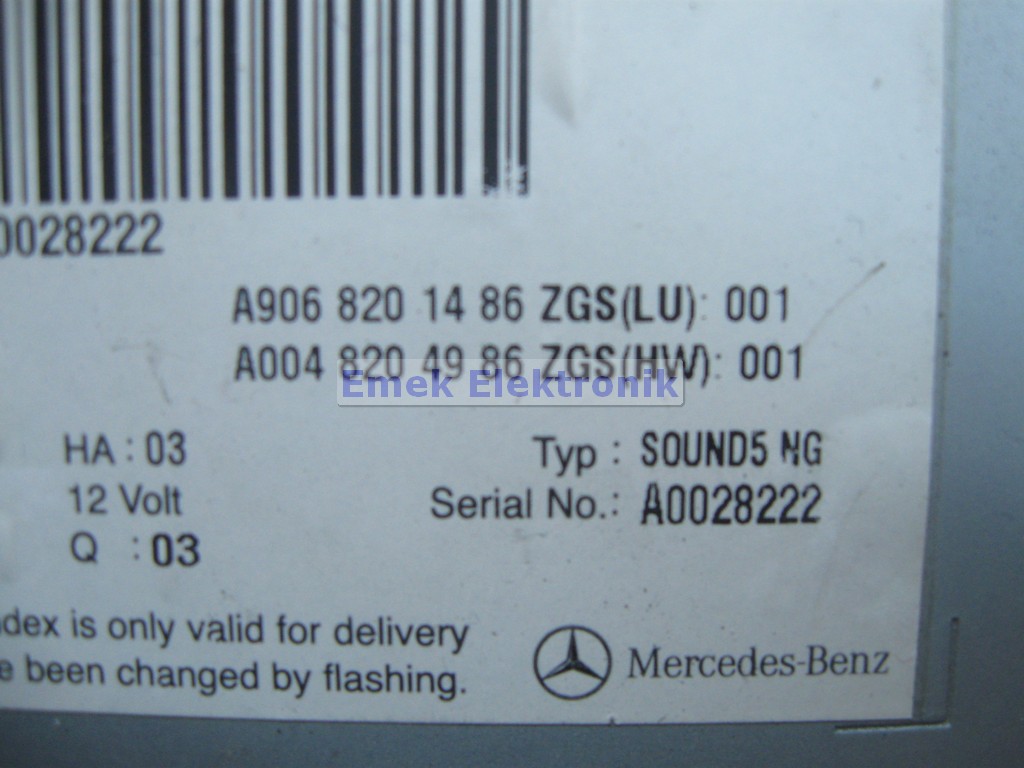 0028222
A906 820 14 86 ZGS(LU): 001
A004 820 49 86 ZGS(HW): 001
Emek Elektronik
HA : 03 Typ : SOUND5 NG
12 Volt Serial No.: A0028222
Q : 03
dex is only valid for delivery
e been changed by flashing.
Mercedes-Benz